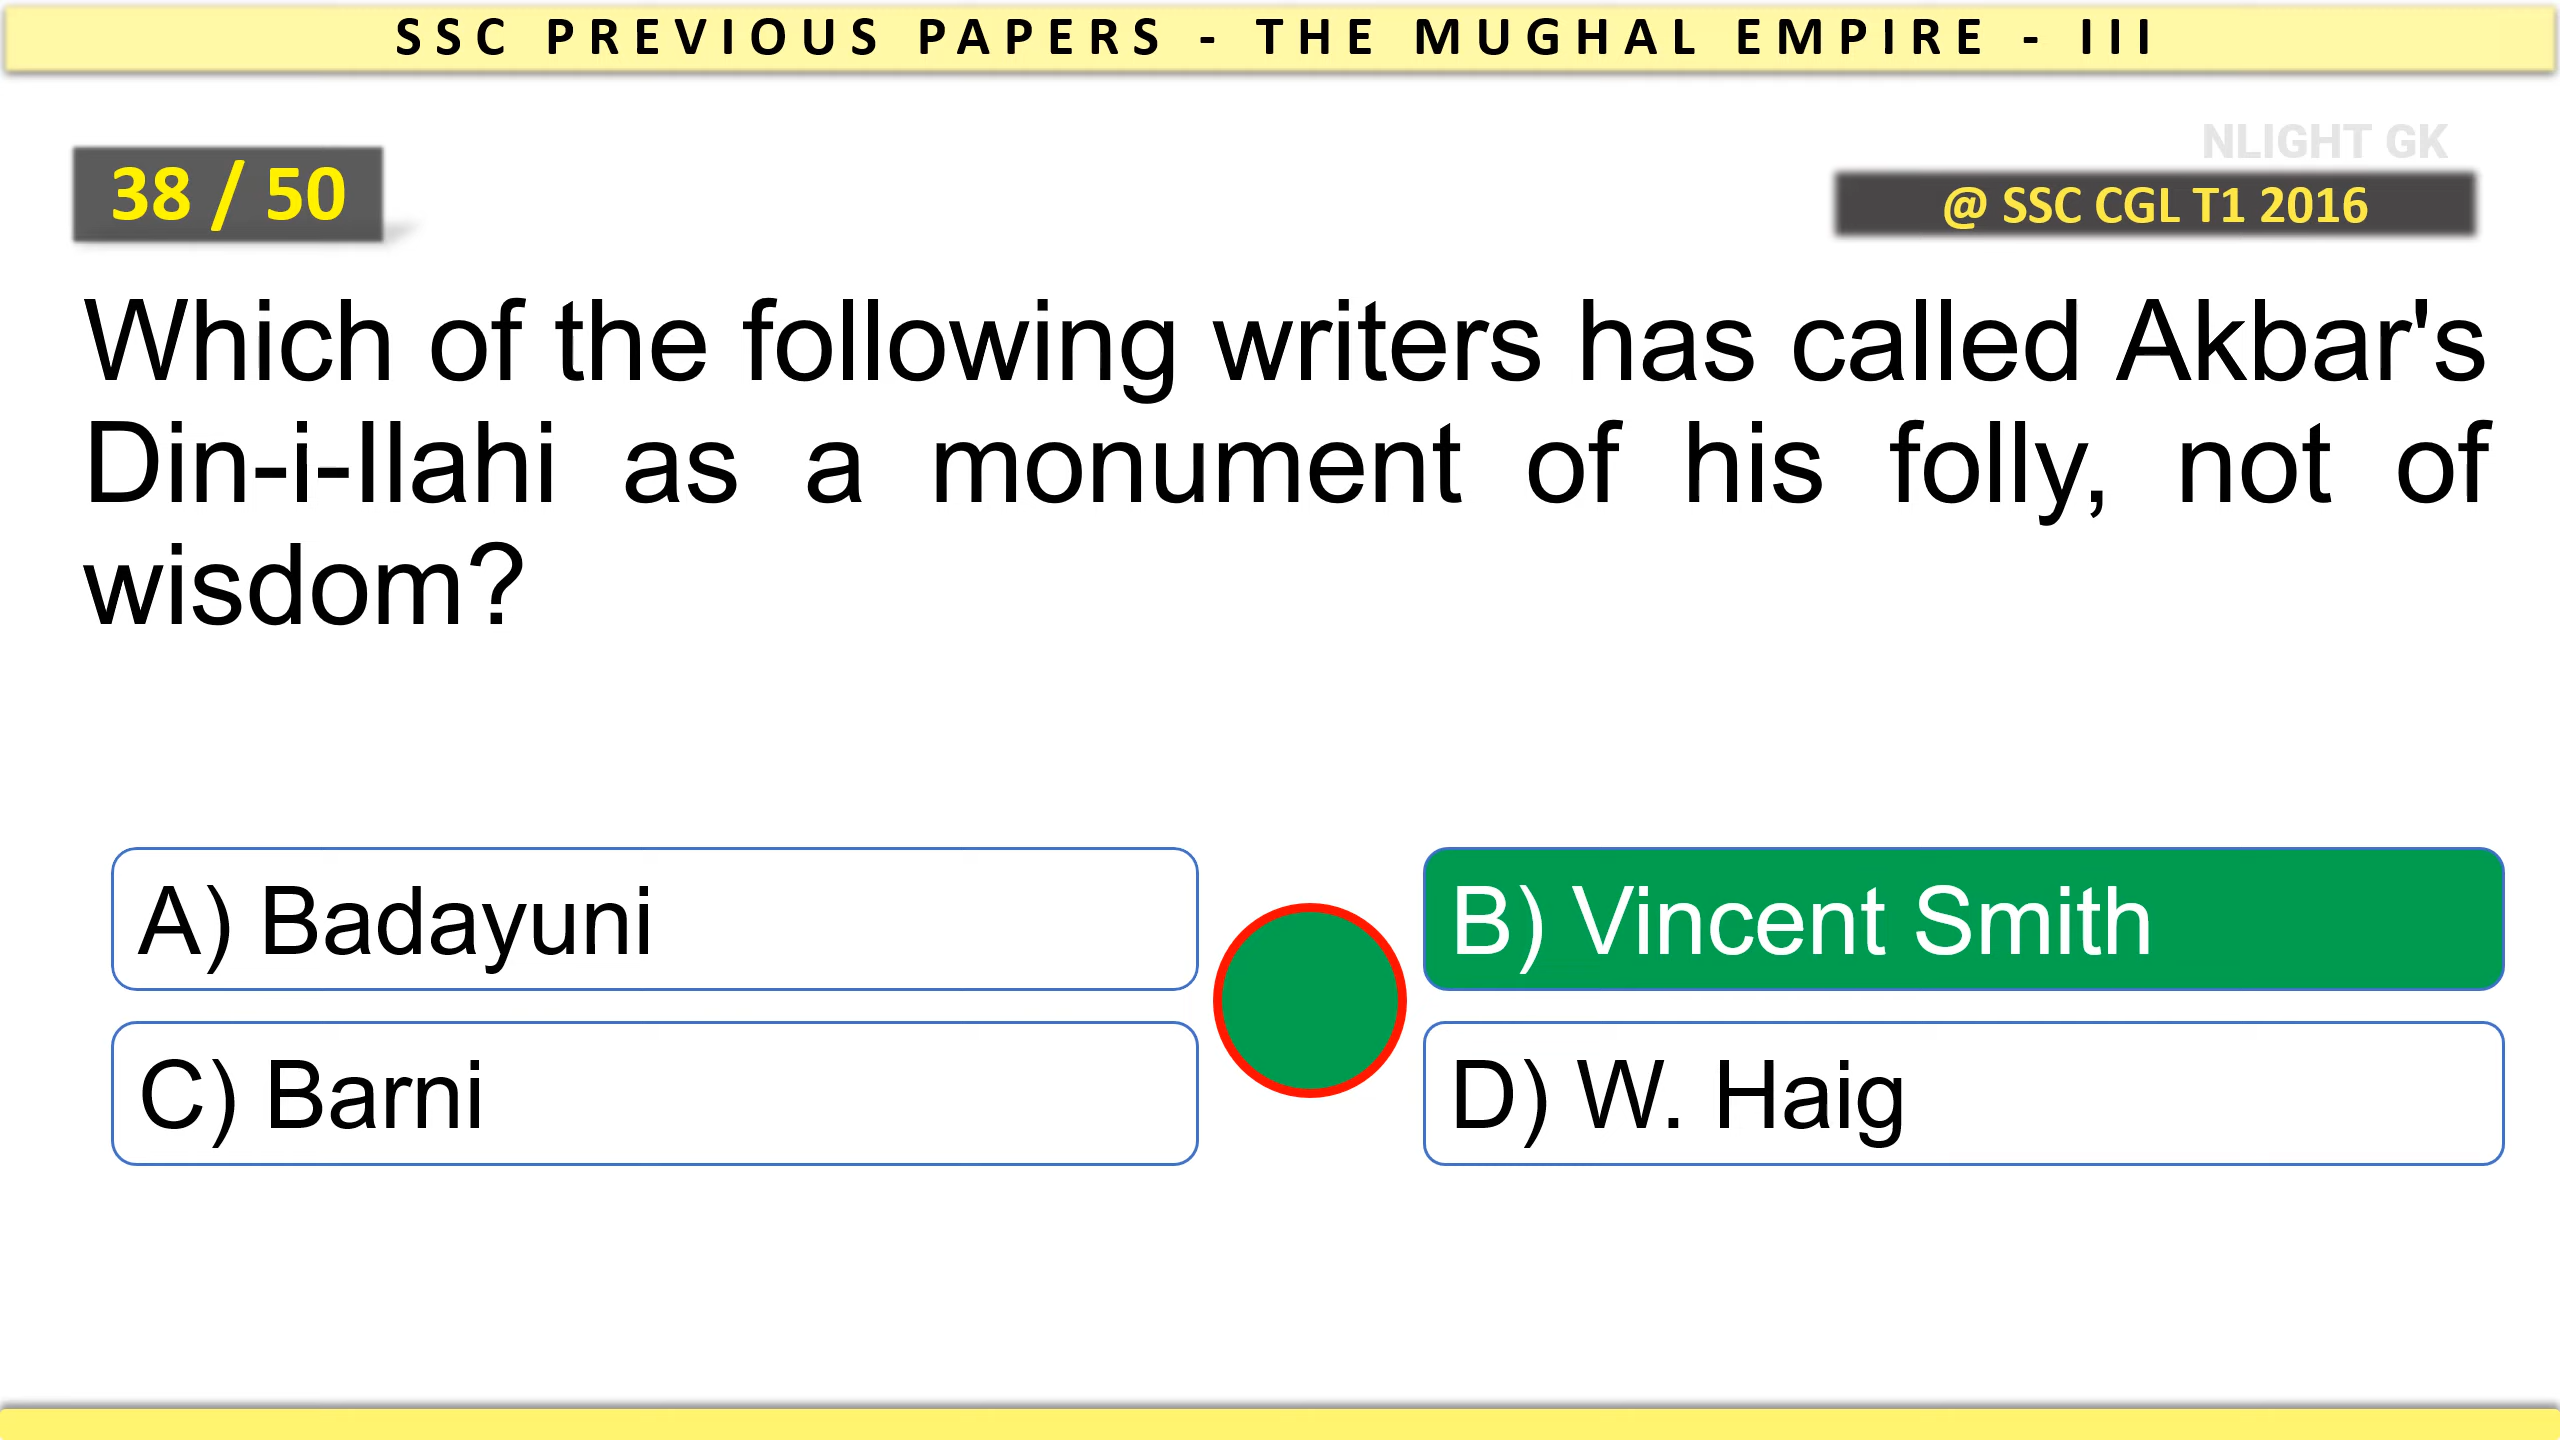 SSC PREVIOUS PAPERS - THE MUGHAL EMPIRE - III
NLIGHT GK
38 / 50
@ SSC CGL T1 2016
Which of the following writers has called Akbar's
Din-i-Ilahi as a monument of his folly, not of
wisdom?
A) Badayuni
B) Vincent Smith
C) Barni
D) W. Haig